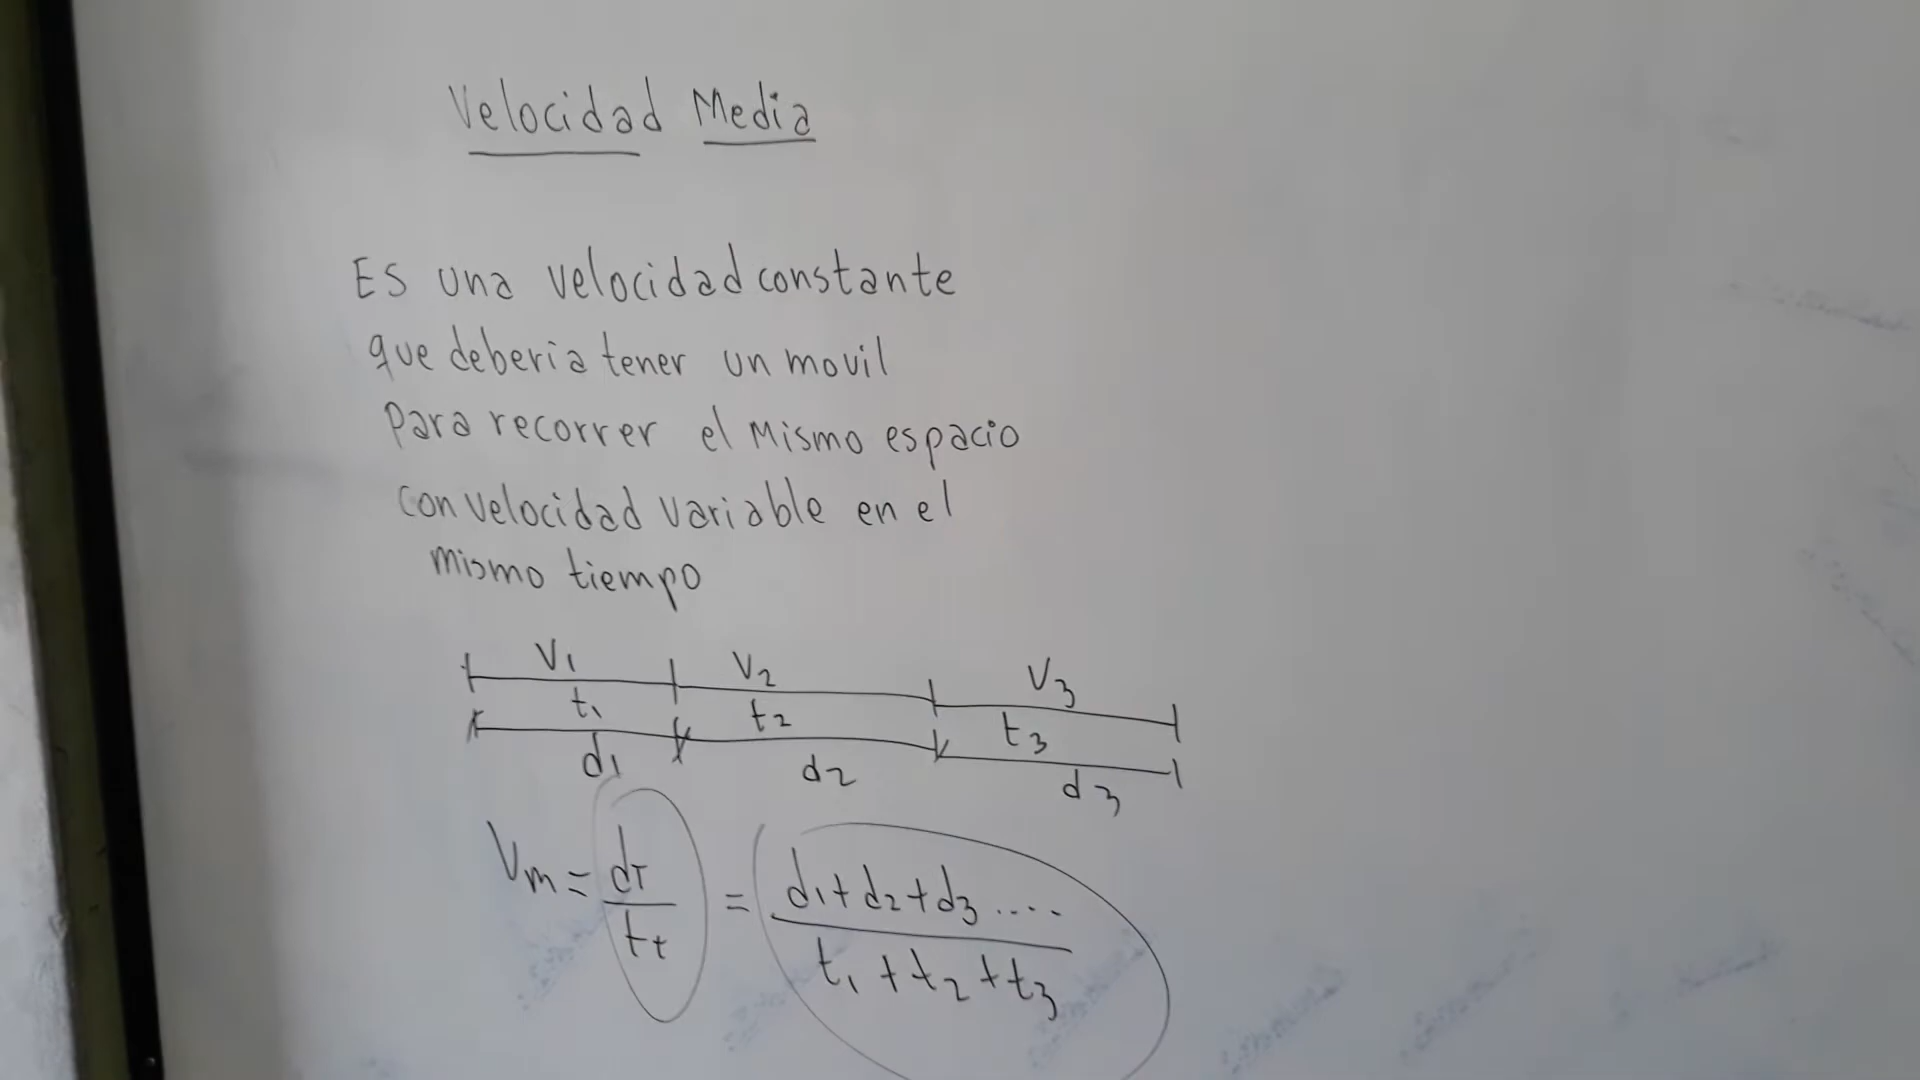 Velocidad Media
Es una velocidad constante
que deberia tener un movil
para recorrer el mismo espacio
con velocidad variable en el
mismo tiempo
V1 V2 V3
t1 t2 t3
d1 d2 d3
Vm = dT/tt = d1+d2+d3..../t1+t2+t3